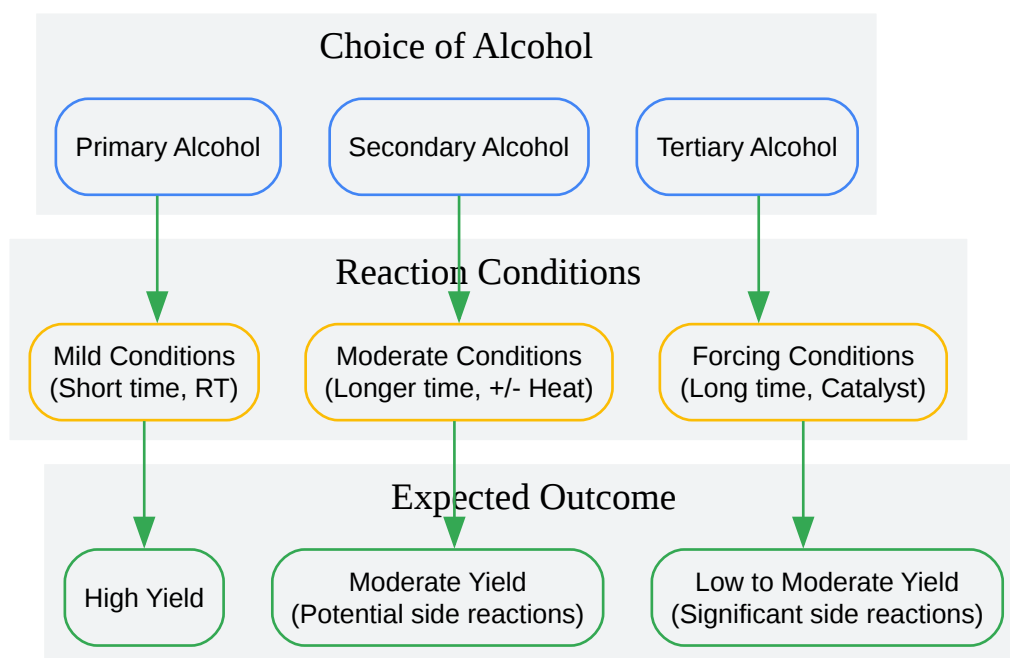 Choice of Alcohol
Primary Alcohol
Secondary Alcohol
Tertiary Alcohol
Reaction Conditions
Mild Conditions
(Short time, RT)
Moderate Conditions
(Longer time, +/- Heat)
Forcing Conditions
(Long time, Catalyst)
Expected Outcome
High Yield
Moderate Yield
(Potential side reactions)
Low to Moderate Yield
(Significant side reactions)